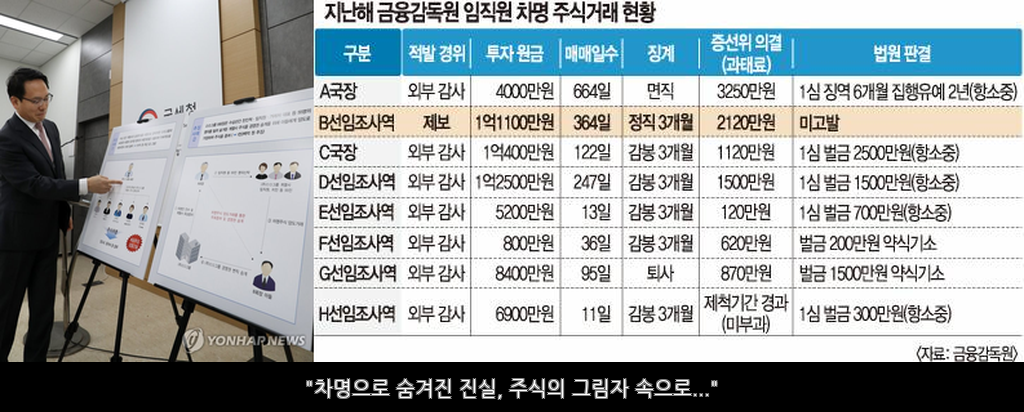 국세청
YONHAP NEWS
지난해 금융감독원 임직원 차명 주식거래 현황
구분 적발 경위 투자 원금 매매일수 징계 증선위 의결 (과태료) 법원 판결
A국장 외부 감사 4000만원 664일 면직 3250만원 1심 징역 6개월 집행유예 2년(항소중)
B선임조사역 제보 1억1100만원 364일 정직 3개월 2120만원 미고발
C국장 외부 감사 1억400만원 122일 감봉 3개월 1120만원 1심 벌금 2500만원(항소중)
D선임조사역 외부 감사 1억2500만원 247일 감봉 3개월 1500만원 1심 벌금 1500만원(항소중)
E선임조사역 외부 감사 5200만원 13일 감봉 3개월 120만원 1심 벌금 700만원(항소중)
F선임조사역 외부 감사 800만원 36일 감봉 3개월 620만원 벌금 200만원 약식기소
G선임조사역 외부 감사 8400만원 95일 퇴사 870만원 벌금 1500만원 약식기소
H선임조사역 외부 감사 6900만원 11일 감봉 3개월 제척기간 경과 (미부과) 1심 벌금 300만원(항소중)
〈자료: 금융감독원〉
"차명으로 숨겨진 진실, 주식의 그림자 속으로..."